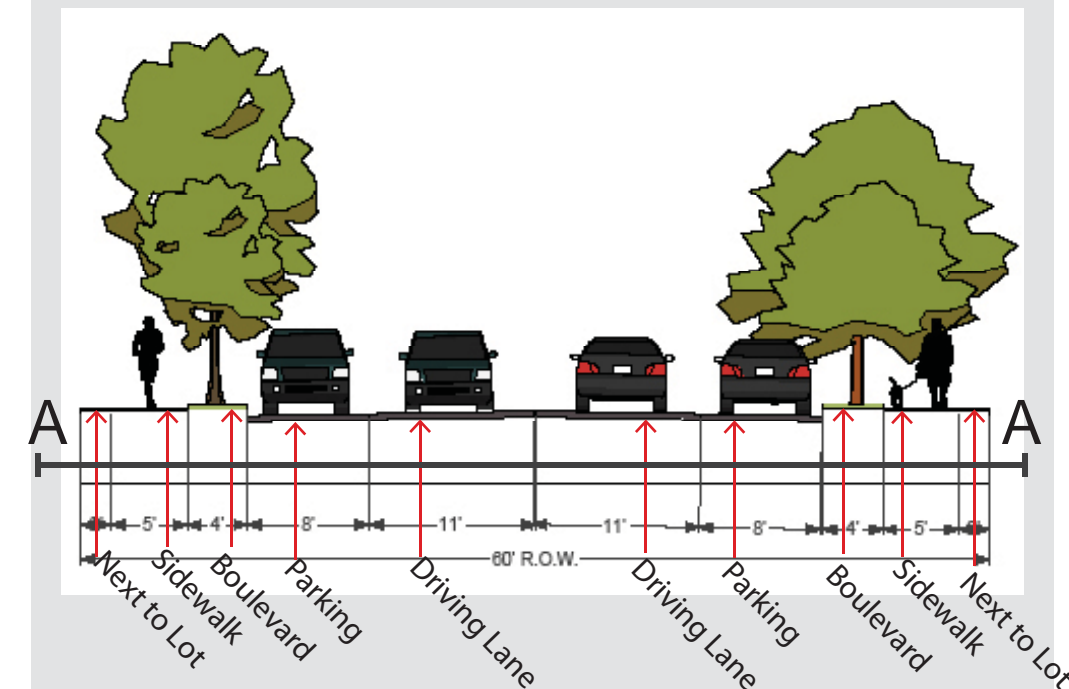 A A
5' 4' 8' 11' 11' 8' 4' 5'
60' R.O.W.
Next to Lot
Sidewalk
Boulevard
Parking
Driving Lane
Driving Lane
Parking
Boulevard
Sidewalk
Next to Lot